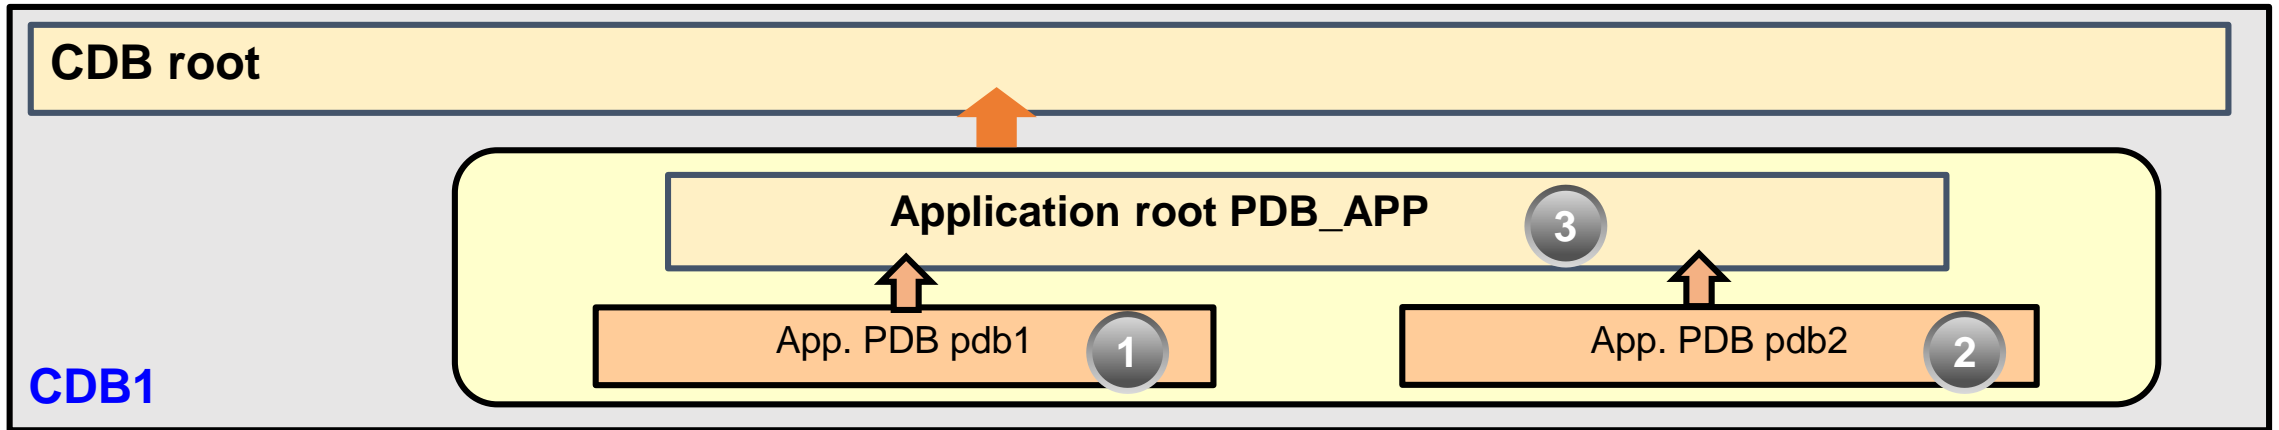 CDB root
Application root PDB_APP
3
App. PDB pdb1
1
App. PDB pdb2
2
CDB1